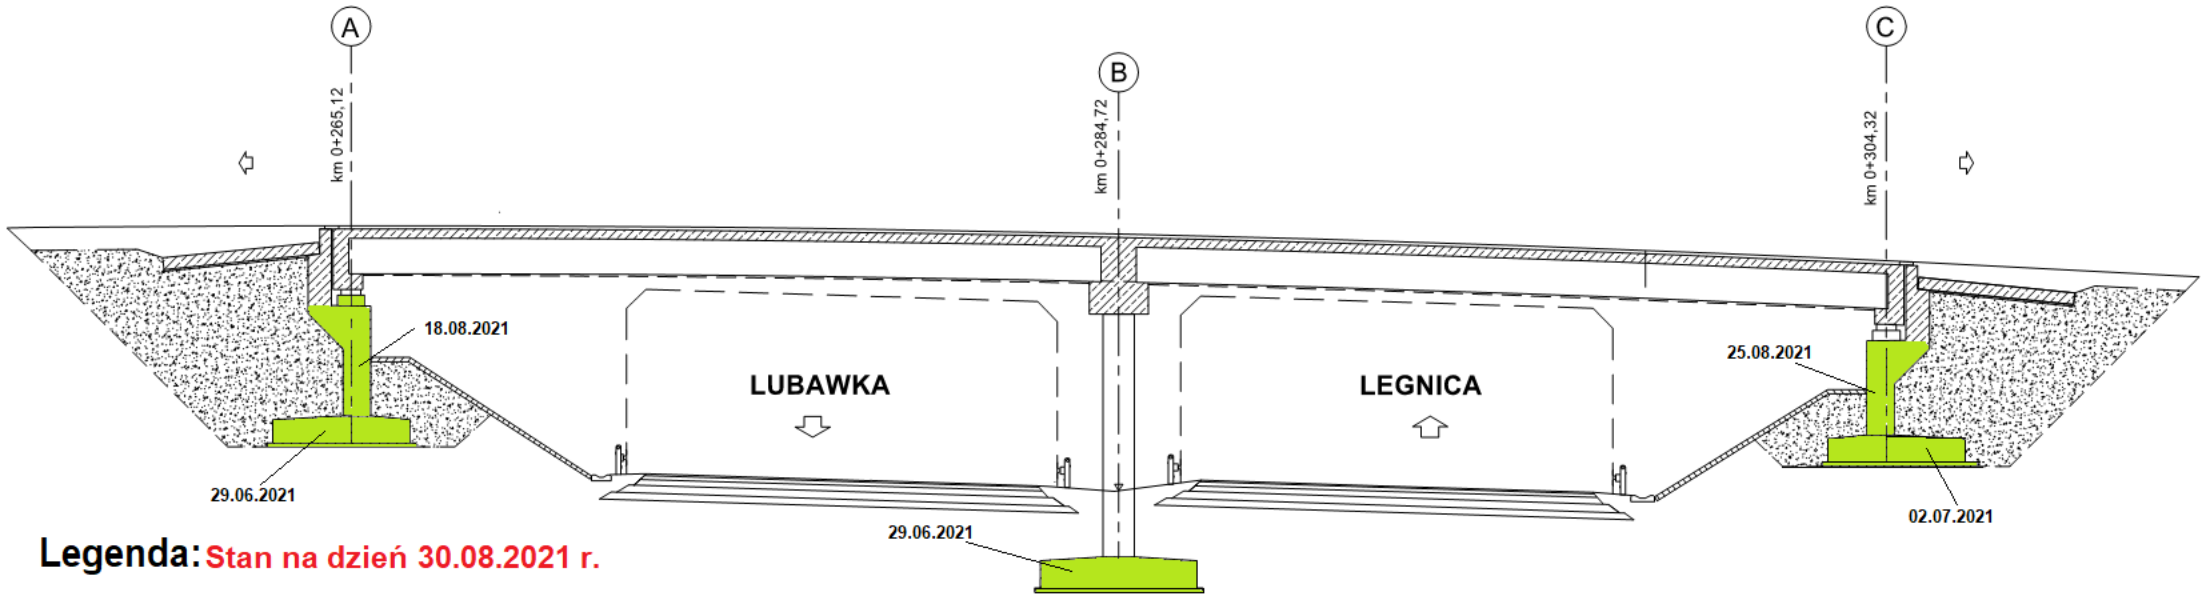 A
B
C
km 0+265,12
km 0+284,72
km 0+304,32
18.08.2021
25.08.2021
LUBAWKA
LEGNICA
29.06.2021
29.06.2021
02.07.2021
Legenda: Stan na dzień 30.08.2021 r.